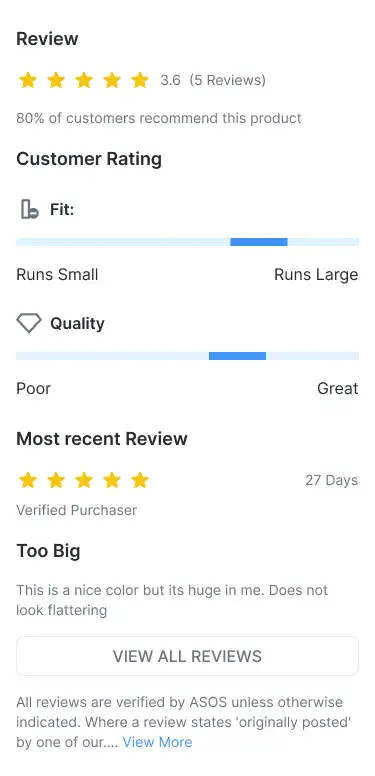 Review
3.6 (5 Reviews)
80% of customers recommend this product
Customer Rating
Fit:
Runs Small Runs Large
Quality
Poor Great
Most recent Review
27 Days
Verified Purchaser
Too Big
This is a nice color but its huge in me. Does not
look flattering
VIEW ALL REVIEWS
All reviews are verified by ASOS unless otherwise
indicated. Where a review states 'originally posted'
by one of our.... View More